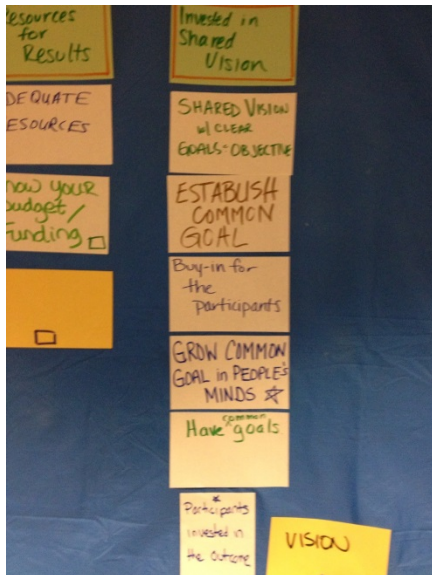 esources
for
Results
DEQUATE
ESOURCES
now your
budget/
Funding
Invested in
Shared
Vision
SHARED VISION
w/ CLEAR
GOALS-OBJECTIVE
ESTABLISH
COMMON
GOAL
Buy-in for
the
participants
GROW COMMON
GOAL in PEOPLE'S
MINDS ☆
Have common goals
*
Participants
invested in
the Outcome
VISION